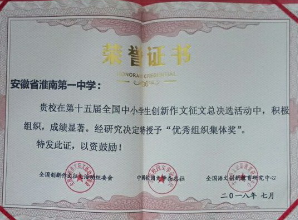 荣誉证书
安徽省淮南第一中学：
贵校在第十五届全国中小学生创新作文征文总决选活动中，积极
组织，成绩显著。经研究决定特授予“优秀组织集体奖”。
特发此证，以资鼓励！
二〇一八年 七月